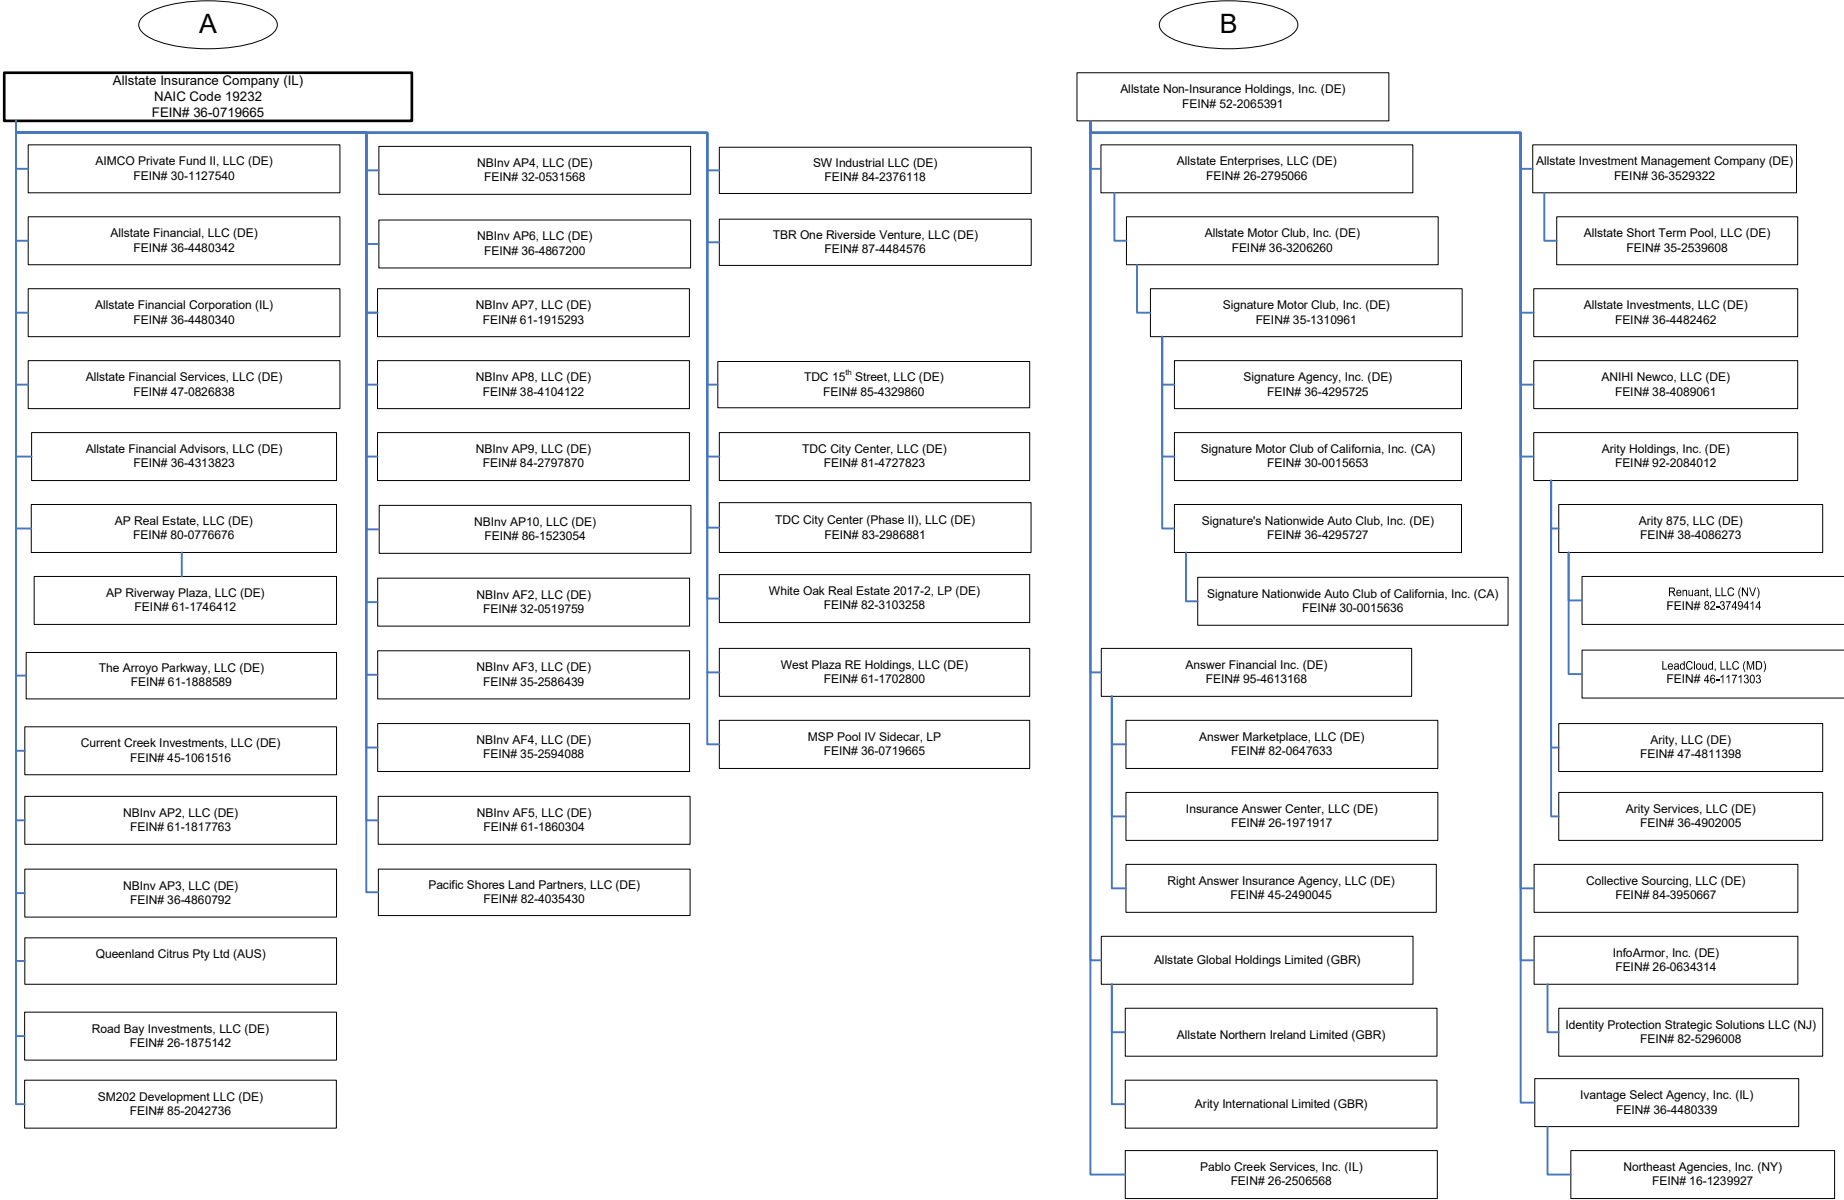 A
Allstate Insurance Company (IL)
NAIC Code 19232
FEIN# 36-0719665
AIMCO Private Fund II, LLC (DE)
FEIN# 30-1127540
Allstate Financial, LLC (DE)
FEIN# 36-4480342
Allstate Financial Corporation (IL)
FEIN# 36-4480340
Allstate Financial Services, LLC (DE)
FEIN# 47-0826838
Allstate Financial Advisors, LLC (DE)
FEIN# 36-4313823
AP Real Estate, LLC (DE)
FEIN# 80-0776676
AP Riverway Plaza, LLC (DE)
FEIN# 61-1746412
The Arroyo Parkway, LLC (DE)
FEIN# 61-1888589
Current Creek Investments, LLC (DE)
FEIN# 45-1061516
NBInv AP2, LLC (DE)
FEIN# 61-1817763
NBInv AP3, LLC (DE)
FEIN# 36-4860792
Queenland Citrus Pty Ltd (AUS)
Road Bay Investments, LLC (DE)
FEIN# 26-1875142
SM202 Development LLC (DE)
FEIN# 85-2042736
NBInv AP4, LLC (DE)
FEIN# 32-0531568
NBInv AP6, LLC (DE)
FEIN# 36-4867200
NBInv AP7, LLC (DE)
FEIN# 61-1915293
NBInv AP8, LLC (DE)
FEIN# 38-4104122
NBInv AP9, LLC (DE)
FEIN# 84-2797870
NBInv AP10, LLC (DE)
FEIN# 86-1523054
NBInv AF2, LLC (DE)
FEIN# 32-0519759
NBInv AF3, LLC (DE)
FEIN# 35-2586439
NBInv AF4, LLC (DE)
FEIN# 35-2594088
NBInv AF5, LLC (DE)
FEIN# 61-1860304
Pacific Shores Land Partners, LLC (DE)
FEIN# 82-4035430
SW Industrial LLC (DE)
FEIN# 84-2376118
TBR One Riverside Venture, LLC (DE)
FEIN# 87-4484576
TDC 15th Street, LLC (DE)
FEIN# 85-4329860
TDC City Center, LLC (DE)
FEIN# 81-4727823
TDC City Center (Phase II), LLC (DE)
FEIN# 83-2986881
White Oak Real Estate 2017-2, LP (DE)
FEIN# 82-3103258
West Plaza RE Holdings, LLC (DE)
FEIN# 61-1702800
MSP Pool IV Sidecar, LP
FEIN# 36-0719665
B
Allstate Non-Insurance Holdings, Inc. (DE)
FEIN# 52-2065391
Allstate Enterprises, LLC (DE)
FEIN# 26-2795066
Allstate Motor Club, Inc. (DE)
FEIN# 36-3206260
Signature Motor Club, Inc. (DE)
FEIN# 35-1310961
Signature Agency, Inc. (DE)
FEIN# 36-4295725
Signature Motor Club of California, Inc. (CA)
FEIN# 30-0015653
Signature's Nationwide Auto Club, Inc. (DE)
FEIN# 36-4295727
Signature Nationwide Auto Club of California, Inc. (CA)
FEIN# 30-0015636
Answer Financial Inc. (DE)
FEIN# 95-4613168
Answer Marketplace, LLC (DE)
FEIN# 82-0647633
Insurance Answer Center, LLC (DE)
FEIN# 26-1971917
Right Answer Insurance Agency, LLC (DE)
FEIN# 45-2490045
Allstate Global Holdings Limited (GBR)
Allstate Northern Ireland Limited (GBR)
Arity International Limited (GBR)
Pablo Creek Services, Inc. (IL)
FEIN# 26-2506568
Allstate Investment Management Company (DE)
FEIN# 36-3529322
Allstate Short Term Pool, LLC (DE)
FEIN# 35-2539608
Allstate Investments, LLC (DE)
FEIN# 36-4482462
ANIHI Newco, LLC (DE)
FEIN# 38-4089061
Arity Holdings, Inc. (DE)
FEIN# 92-2084012
Arity 875, LLC (DE)
FEIN# 38-4086273
Renuant, LLC (NV)
FEIN# 82-3749414
LeadCloud, LLC (MD)
FEIN# 46-1171303
Arity, LLC (DE)
FEIN# 47-4811398
Arity Services, LLC (DE)
FEIN# 36-4902005
Collective Sourcing, LLC (DE)
FEIN# 84-3950667
InfoArmor, Inc. (DE)
FEIN# 26-0634314
Identity Protection Strategic Solutions LLC (NJ)
FEIN# 82-5296008
Ivantage Select Agency, Inc. (IL)
FEIN# 36-4480339
Northeast Agencies, Inc. (NY)
FEIN# 16-1239927